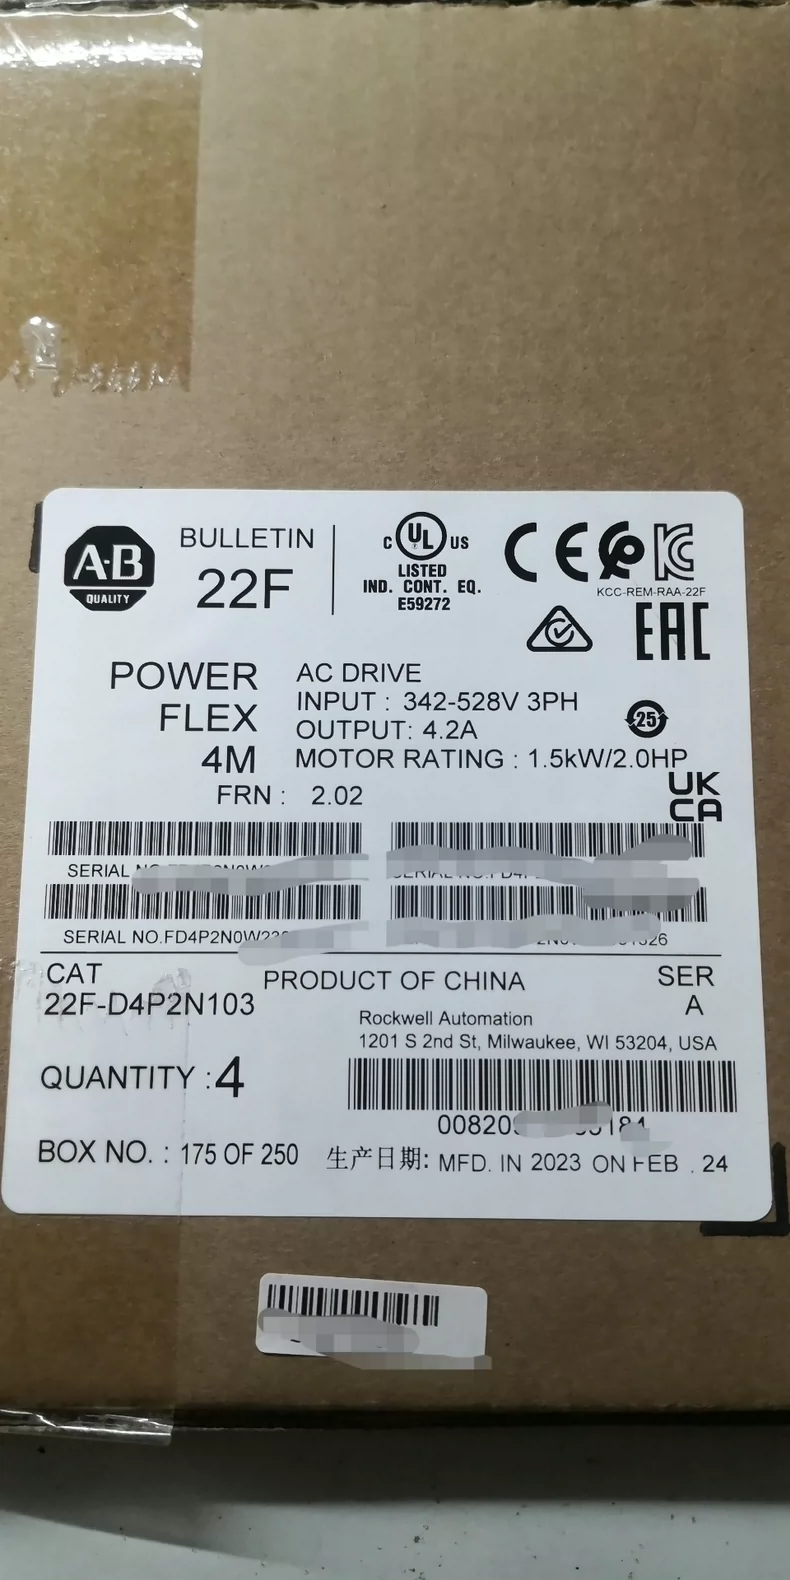 A-B
QUALITY
BULLETIN
22F
C UL US
LISTED
IND. CONT. EQ.
E59272
CE
KC
KCC-REM-RAA-22F
EAC
POWER
FLEX
4M
AC DRIVE
INPUT : 342-528V 3PH
OUTPUT: 4.2A
MOTOR RATING : 1.5kW/2.0HP
25
UK
CA
FRN : 2.02
SERIAL
SERIAL NO.FD4P2N0W
CAT
22F-D4P2N103
PRODUCT OF CHINA
SER
A
Rockwell Automation
1201 S 2nd St, Milwaukee, WI 53204, USA
QUANTITY :4
BOX NO. : 175 OF 250
生产日期: MFD. IN 2023 ON FEB . 24